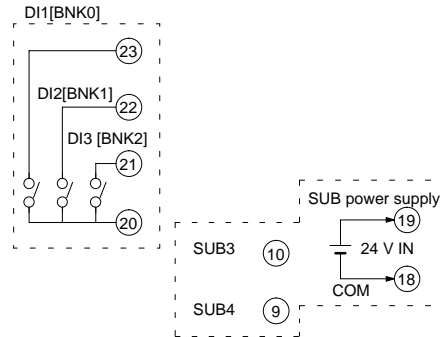 DI1[BNK0]
23
DI2[BNK1]
22
DI3 [BNK2]
21
20
SUB power supply
19
24 V IN
18
COM
SUB3
10
SUB4
9